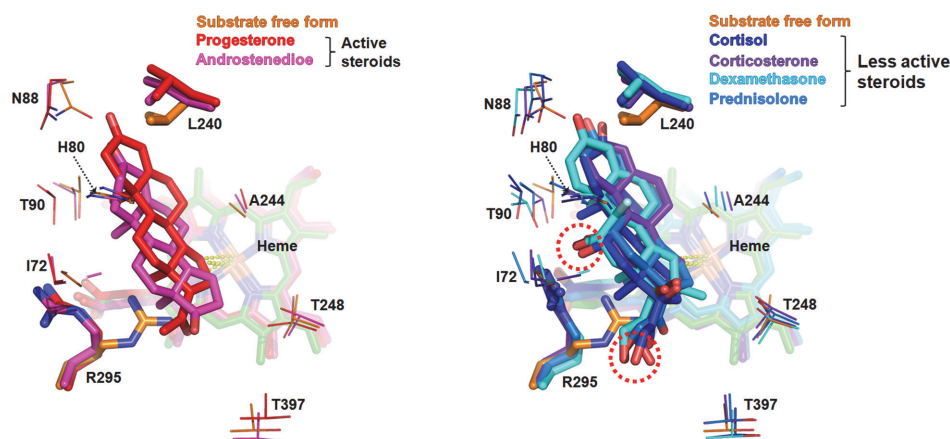 Substrate free form
Progesterone
Androstenedioe
Active
steroids
N88
L240
H80
T90
A244
Heme
I72
T248
R295
T397
Substrate free form
Cortisol
Corticosterone
Dexamethasone
Prednisolone
Less active
steroids
N88
L240
H80
T90
A244
Heme
I72
T248
R295
T397